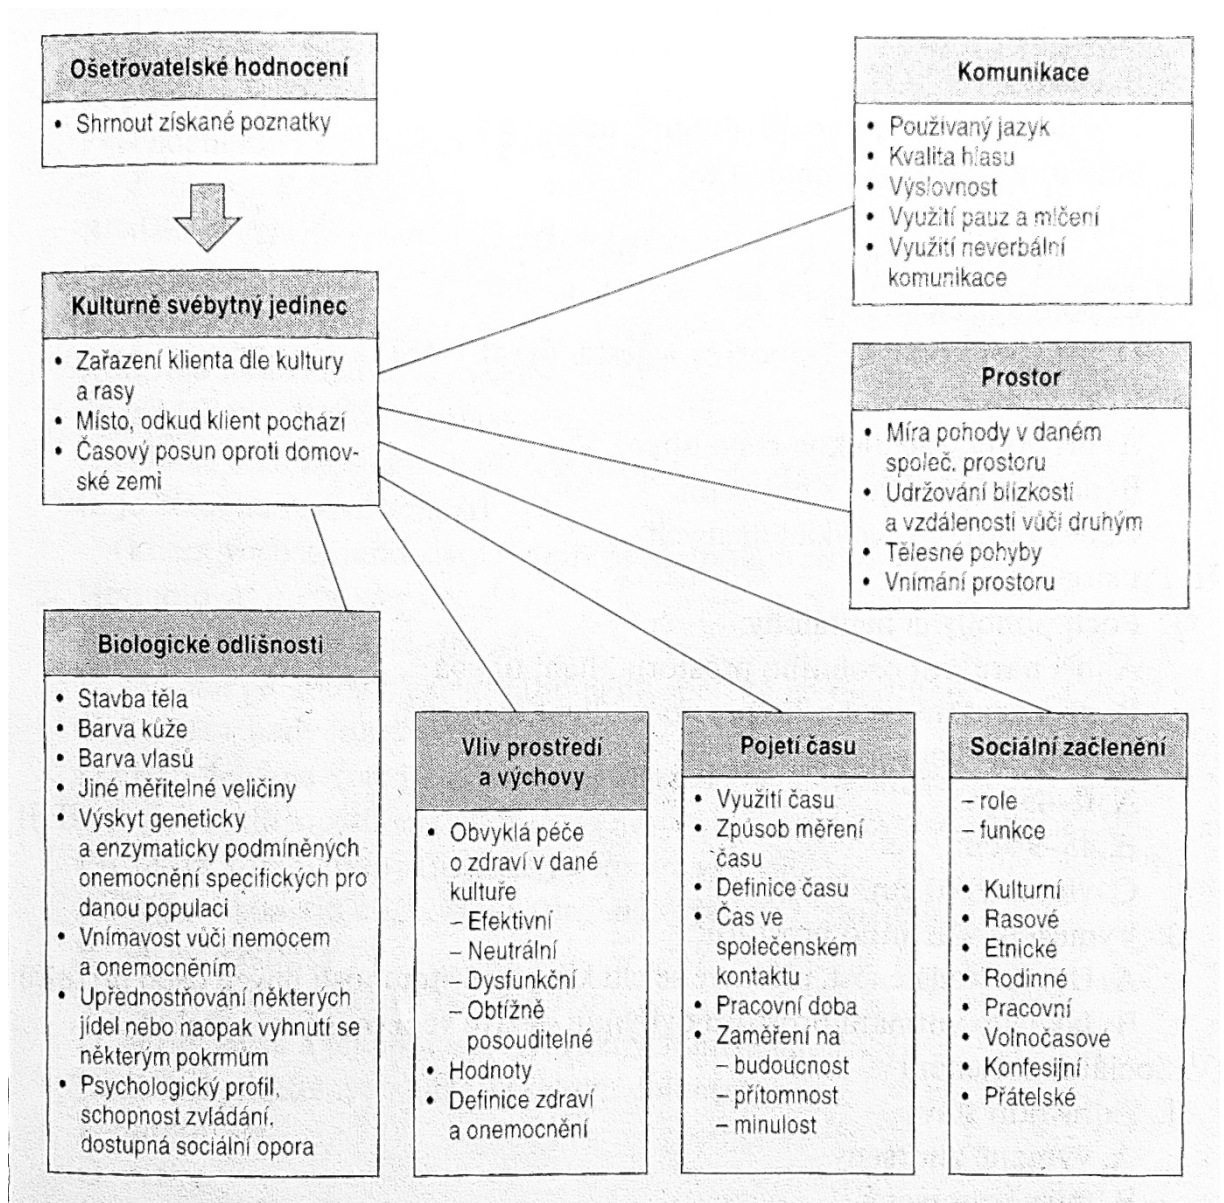 Ošetřovatelské hodnocení
• Shrnout získané poznatky
Kulturně svébytný jedinec
• Zařazení klienta dle kultury
a rasy
• Místo, odkud klient pochází
• Časový posun oproti domov-
ské zemi
Komunikace
• Používaný jazyk
• Kvalita hlasu
• Výslovnost
• Využití pauz a mlčení
• Využití neverbální
komunikace
Prostor
• Míra pohody v daném
společ. prostoru
• Udržování blízkosti
a vzdálenosti vůči druhým
• Tělesné pohyby
• Vnímání prostoru
Biologické odlišnosti
• Stavba těla
• Barva kůže
• Barva vlasů
• Jiné měřitelné veličiny
• Výskyt geneticky
a enzymaticky podmíněných
onemocnění specifických pro
danou populaci
• Vnímavost vůči nemocem
a onemocněním
• Upřednostňování některých
jídel nebo naopak vyhnutí se
některým pokrmům
• Psychologický profil,
schopnost zvládání,
dostupná sociální opora
Vliv prostředí
a výchovy
• Obvyklá péče
o zdraví v dané
kultuře
– Efektivní
– Neutrální
– Dysfunkční
– Obtížně
posouditelné
• Hodnoty
• Definice zdraví
a onemocnění
Pojetí času
• Využití času
• Způsob měření
času
• Definice času
• Čas ve
společenském
kontaktu
• Pracovní doba
• Zaměření na
– budoucnost
– přítomnost
– minulost
Sociální začlenění
– role
– funkce
• Kulturní
• Rasové
• Etnické
• Rodinné
• Pracovní
• Volnočasové
• Konfesijní
• Přátelské